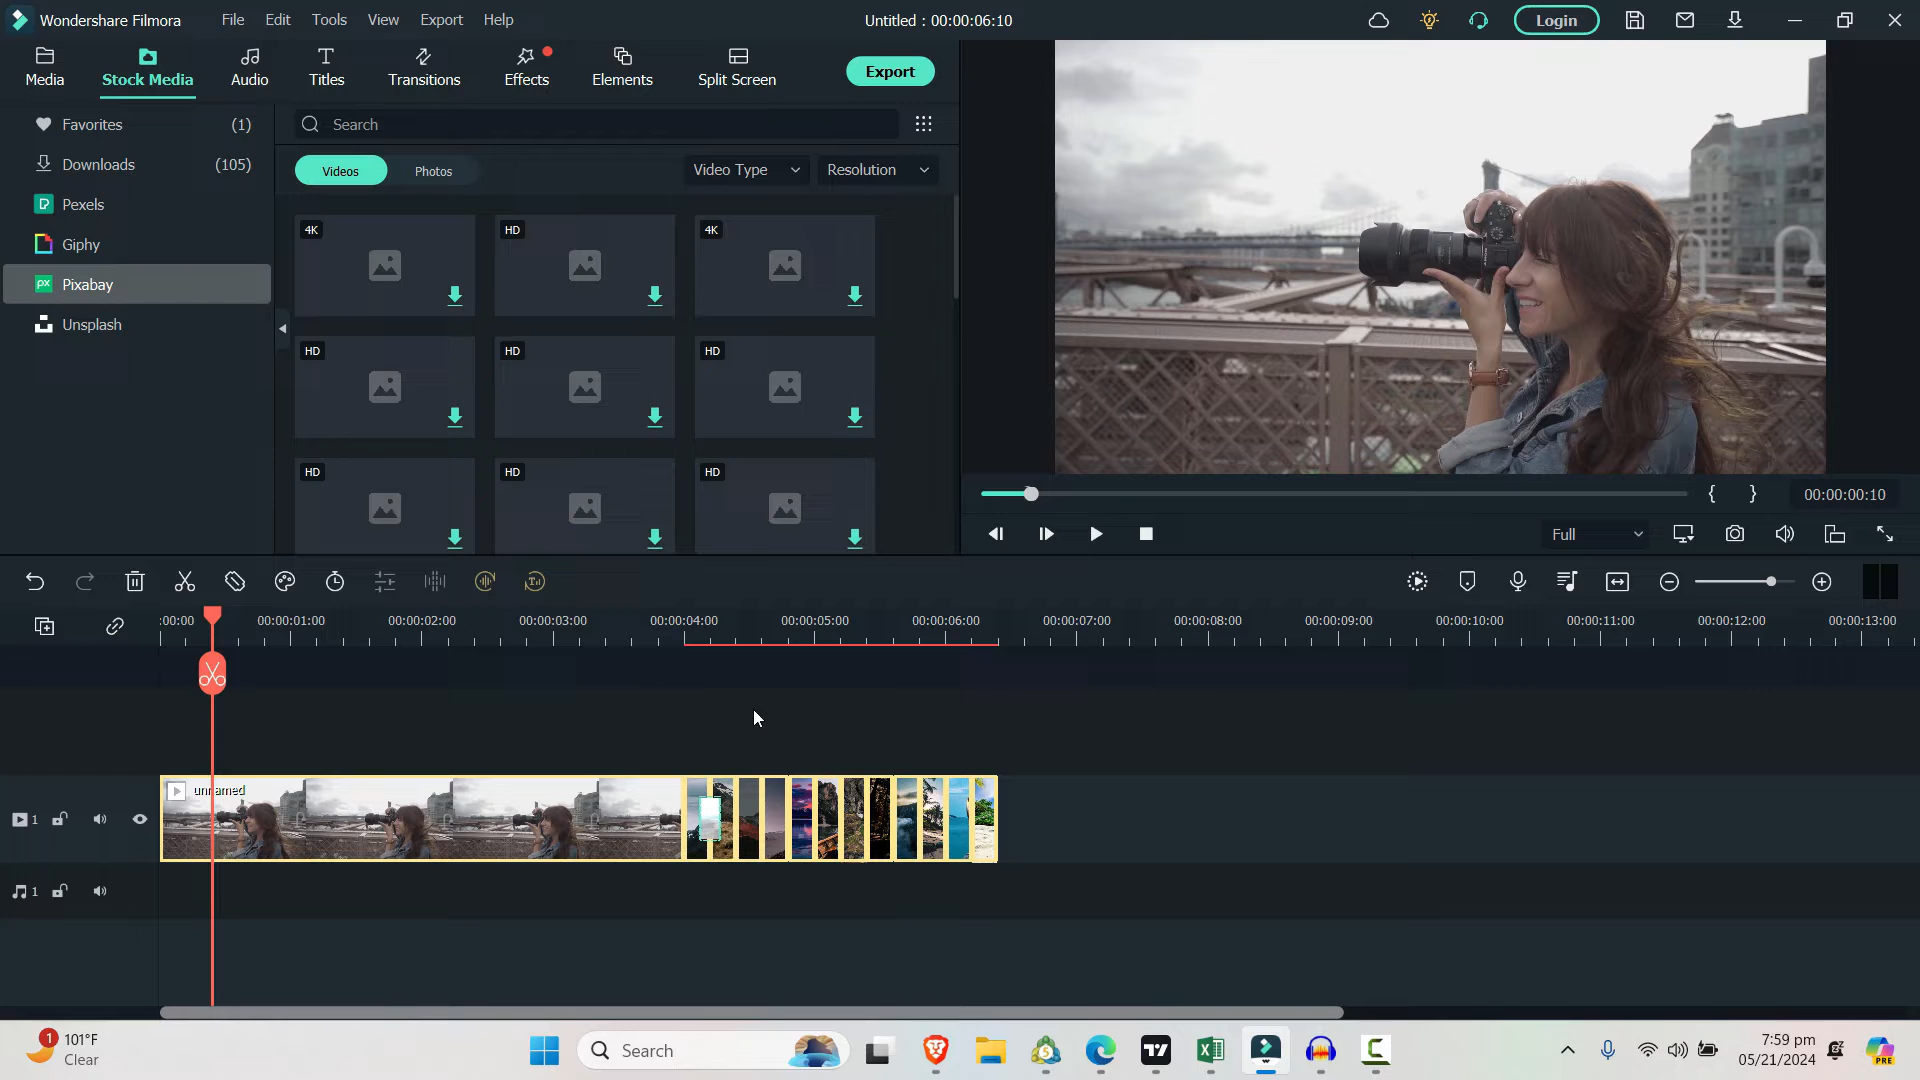 Wondershare Filmora
File Edit Tools View Export Help
Untitled : 00:00:06:10
Login
Media
Stock Media
Audio
Titles
Transitions
Effects
Elements
Split Screen
Export
Favorites (1)
Downloads (105)
Pexels
Giphy
Pixabay
Unsplash
Search
Videos
Photos
Video Type
Resolution
4K
HD
4K
HD
HD
HD
HD
HD
HD
{ }
00:00:00:10
Full
:00:00
00:00:01:00
00:00:02:00
00:00:03:00
00:00:04:00
00:00:05:00
00:00:06:00
00:00:07:00
00:00:08:00
00:00:09:00
00:00:10:00
00:00:11:00
00:00:12:00
00:00:13:00
unnamed
1
1
1
101°F
Clear
Search
7:59 pm
05/21/2024
PRE